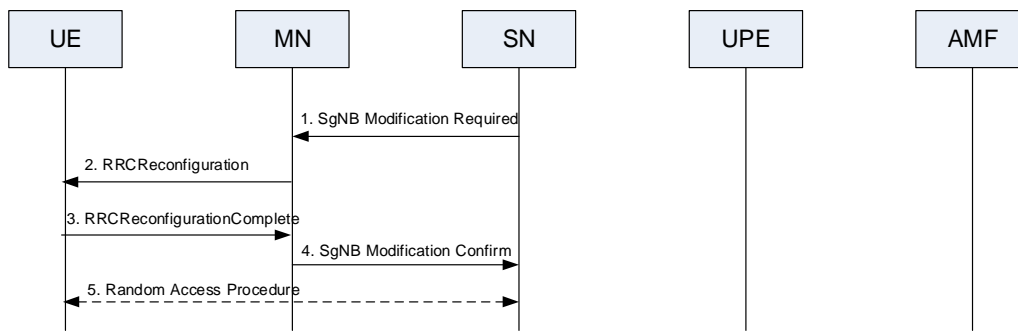 UE
MN
SN
UPE
AMF
1. SgNB Modification Required
2. RRCReconfiguration
3. RRCReconfigurationComplete
4. SgNB Modification Confirm
5. Random Access Procedure